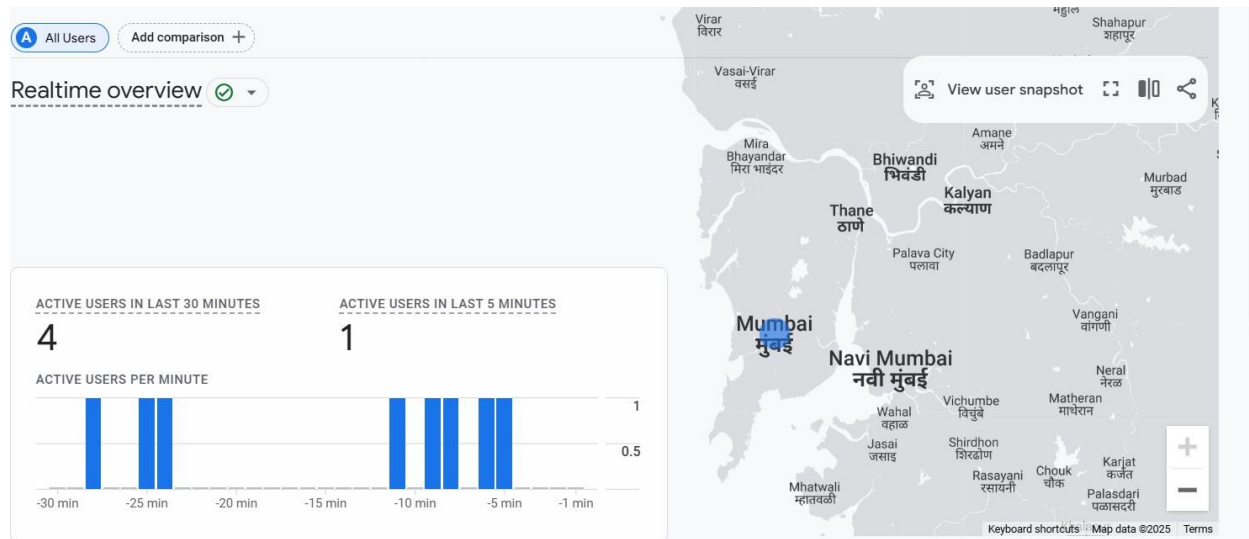 A All Users
Add comparison +
Realtime overview
ACTIVE USERS IN LAST 30 MINUTES
4
ACTIVE USERS IN LAST 5 MINUTES
1
ACTIVE USERS PER MINUTE
1
0.5
-30 min -25 min -20 min -15 min -10 min -5 min -1 min
Virar
विरार
Shahapur
शहापूर
Vasai-Virar
वसई
View user snapshot
Amane
अमने
Mira
Bhayandar
मिरा भाईंदर
Bhiwandi
भिवंडी
Murbad
मुरबाड
Kalyan
कल्याण
Thane
ठाणे
Palava City
पलावा
Badlapur
बदलापूर
Mumbai
मुंबई
Vangani
वांगणी
Navi Mumbai
नवी मुंबई
Neral
नेरळ
Vichumbe
विचुंबे
Matheran
माथेरान
Wahal
वहाळ
Jasai
जसाइ
Shirdhon
शिरढोण
Karjat
कर्जत
Chouk
चौक
Rasayani
रसायनी
Mhatwali
म्हातवळी
Palasdari
पळासदरी
Keyboard shortcuts Map data ©2025 Terms